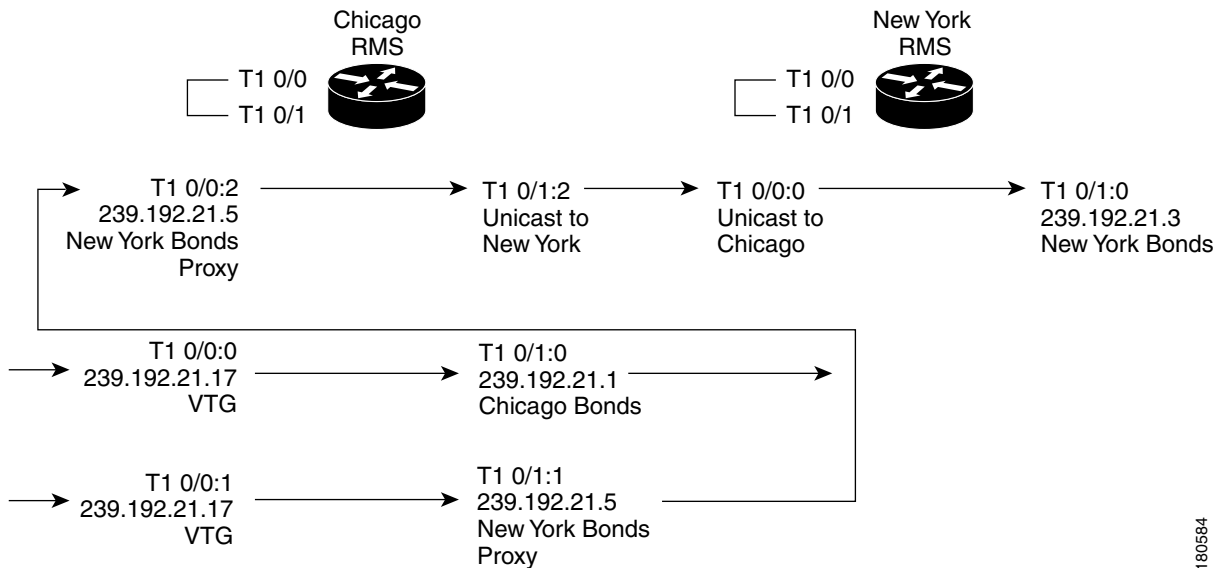 Chicago
RMS
T1 0/0
T1 0/1
New York
RMS
T1 0/0
T1 0/1
T1 0/0:2
239.192.21.5
New York Bonds
Proxy
T1 0/1:2
Unicast to
New York
T1 0/0:0
Unicast to
Chicago
T1 0/1:0
239.192.21.3
New York Bonds
T1 0/0:0
239.192.21.17
VTG
T1 0/1:0
239.192.21.1
Chicago Bonds
T1 0/0:1
239.192.21.17
VTG
T1 0/1:1
239.192.21.5
New York Bonds
Proxy
180584